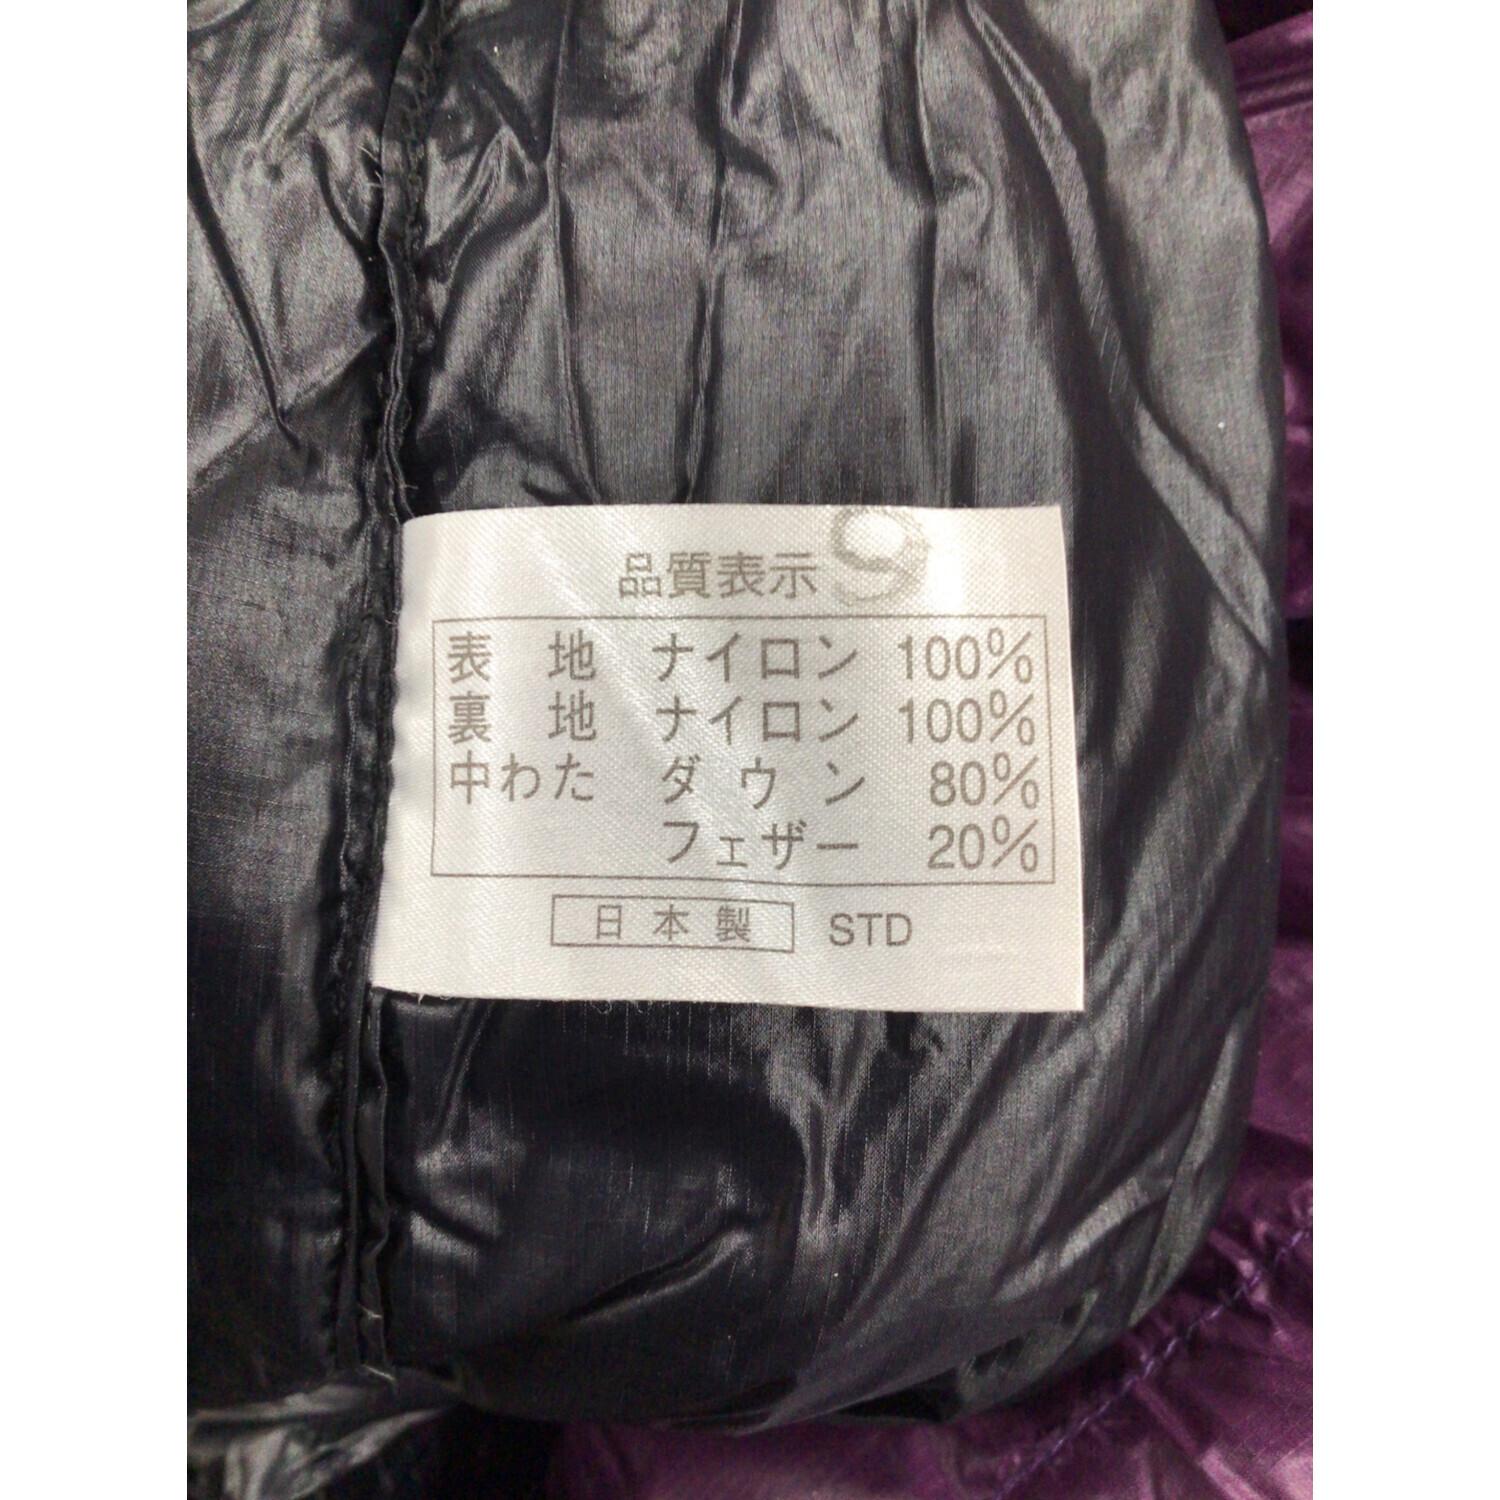 品質表示 9
表地 ナイロン 100%
裏地 ナイロン 100%
中わた ダウン 80%
フェザー 20%
日本製 STD